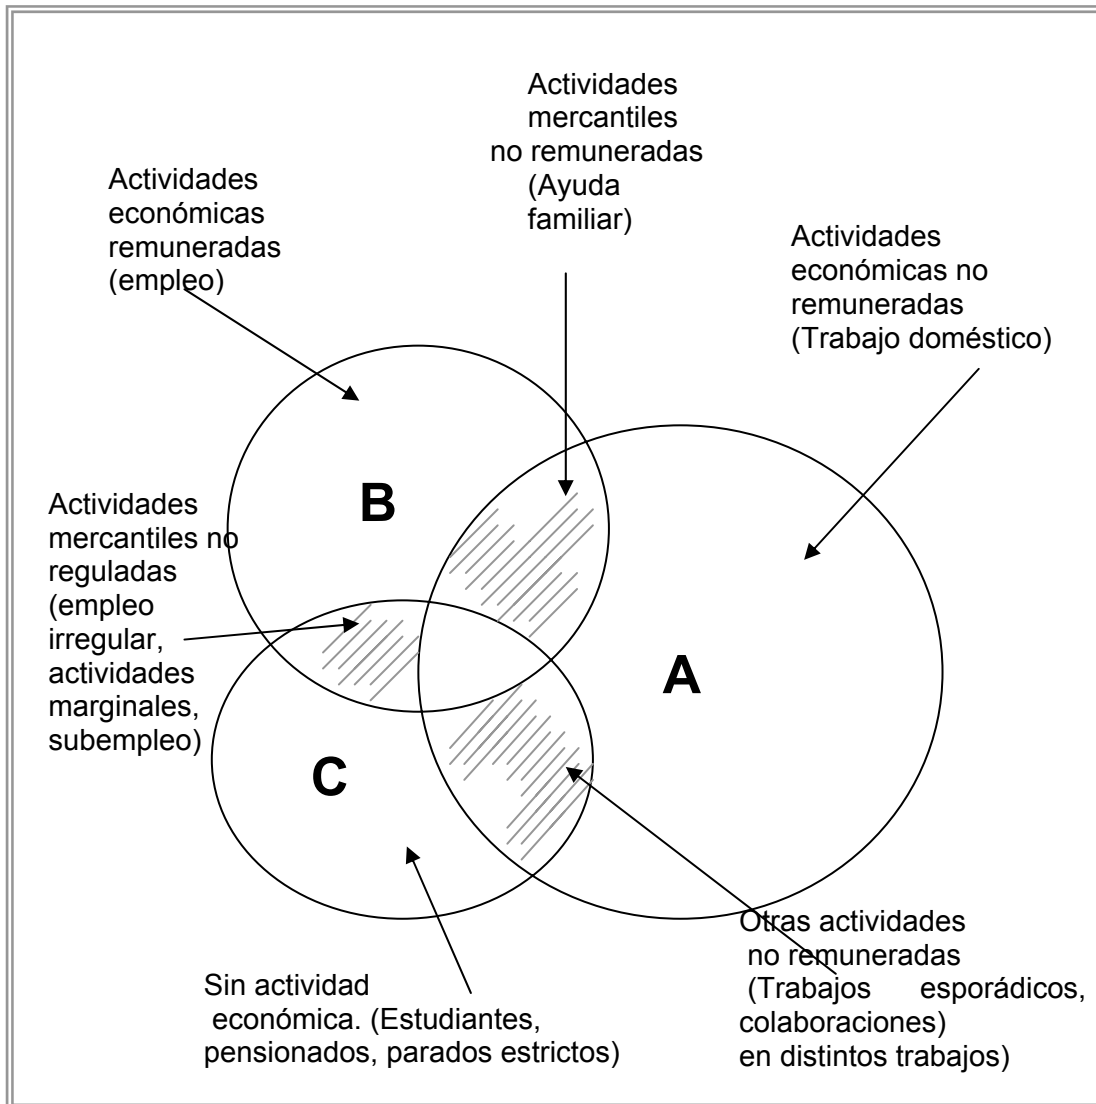 Actividades
mercantiles
no remuneradas
(Ayuda
familiar)
Actividades
económicas
remuneradas
(empleo)
Actividades
económicas no
remuneradas
(Trabajo doméstico)
B
Actividades
mercantiles no
reguladas
(empleo
irregular,
actividades
marginales,
subempleo)
A
C
Otras actividades
no remuneradas
(Trabajos esporádicos,
colaboraciones)
en distintos trabajos)
Sin actividad
económica. (Estudiantes,
pensionados, parados estrictos)